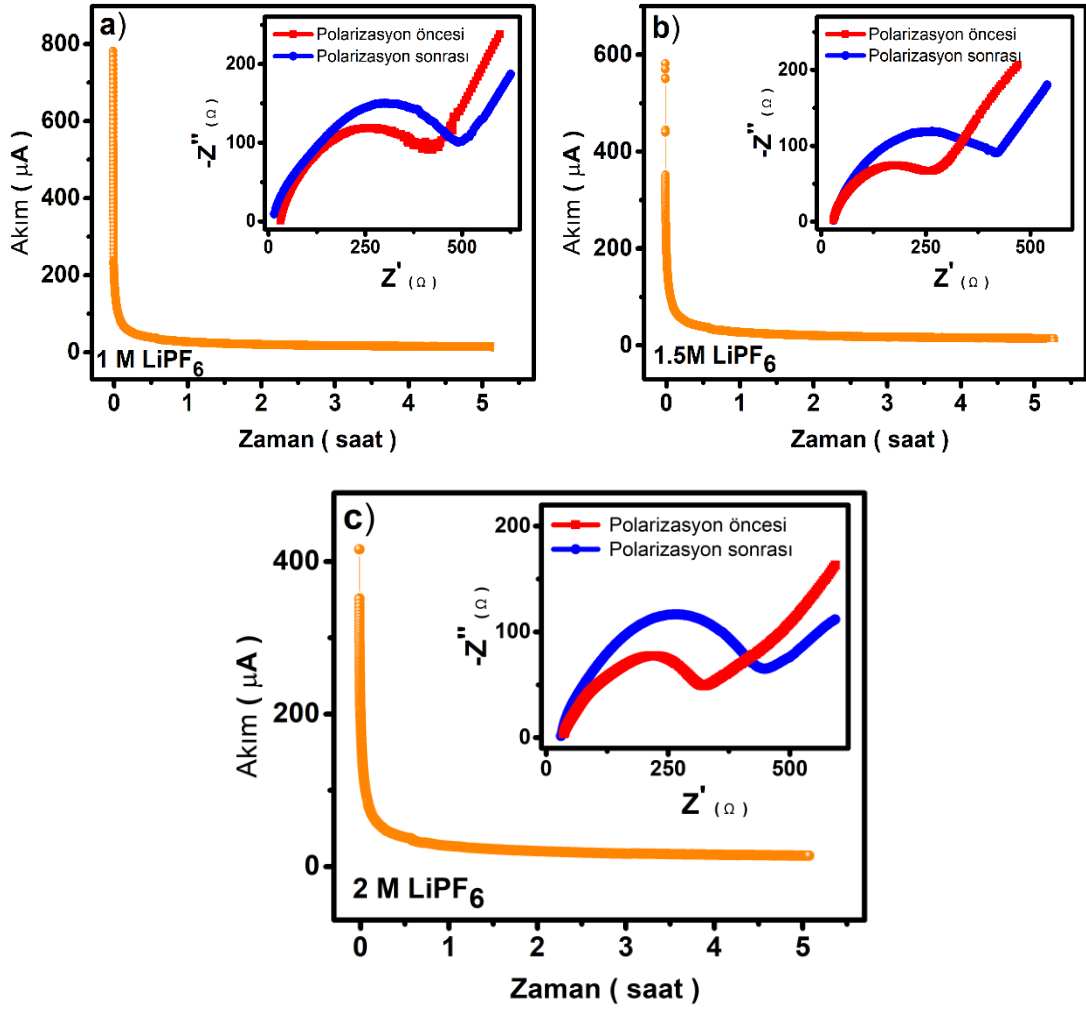 a)
Polarizasyon öncesi
Polarizasyon sonrası
-Z'' (Ω)
200
100
0
0 250 500
Z' (Ω)
Akım ( µA)
800
600
400
200
0
1 M LiPF6
0 1 2 3 4 5
Zaman ( saat )
b)
Polarizasyon öncesi
Polarizasyon sonrası
-Z'' (Ω)
200
100
0
0 250 500
Z' (Ω)
Akım ( µA)
600
400
200
0
1.5M LiPF6
0 1 2 3 4 5
Zaman ( saat )
c)
Polarizasyon öncesi
Polarizasyon sonrası
-Z'' (Ω)
200
100
0
0 250 500
Z' (Ω)
Akım ( µA)
400
200
0
2 M LiPF6
0 1 2 3 4 5
Zaman ( saat )